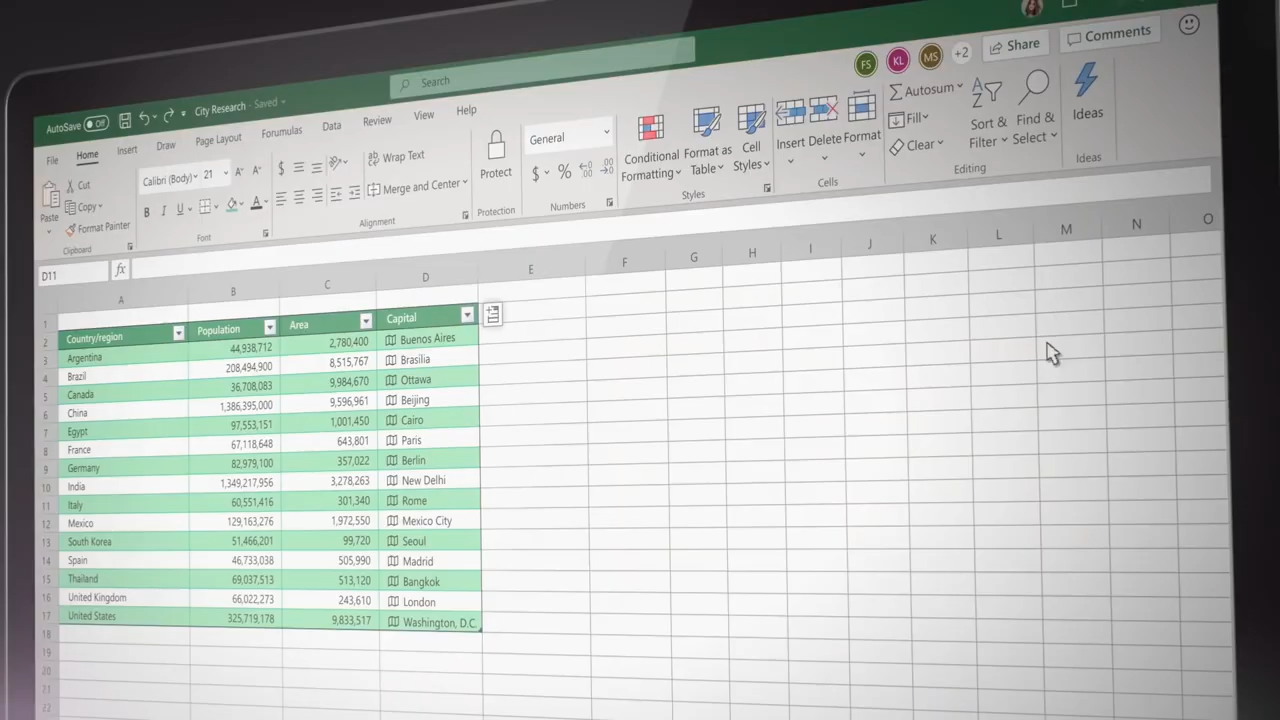 AutoSave Off City Research - Saved Search
FS KL MS +2 Share Comments
File Home Insert Draw Page Layout Formulas Data Review View Help
Paste
Cut
Copy
Format Painter
Clipboard
Calibri (Body) 21 A A
B I U A
Font
Wrap Text
Merge and Center
Alignment
Protect
Protection
General
$ % .00
Numbers
Conditional Formatting
Format as Table
Cell Styles
Styles
Insert Delete Format
Cells
Autosum
Fill
Clear
Sort & Filter
Find & Select
Editing
Ideas
Ideas
D11 fx
A B C D E F G H I J K L M N O
1
2 Country/region Population Area Capital
3 Argentina 44,938,712 2,780,400 Buenos Aires
4 Brazil 208,494,900 8,515,767 Brasília
5 Canada 36,708,083 9,984,670 Ottawa
6 China 1,386,395,000 9,596,961 Beijing
7 Egypt 97,553,151 1,001,450 Cairo
8 France 67,118,648 643,801 Paris
9 Germany 82,979,100 357,022 Berlin
10 India 1,349,217,956 3,278,263 New Delhi
11 Italy 60,551,416 301,340 Rome
12 Mexico 129,163,276 1,972,550 Mexico City
13 South Korea 51,466,201 99,720 Seoul
14 Spain 46,733,038 505,990 Madrid
15 Thailand 69,037,513 513,120 Bangkok
16 United Kingdom 66,022,273 243,610 London
17 United States 325,719,178 9,833,517 Washington, D.C.
18
19
20
21
22